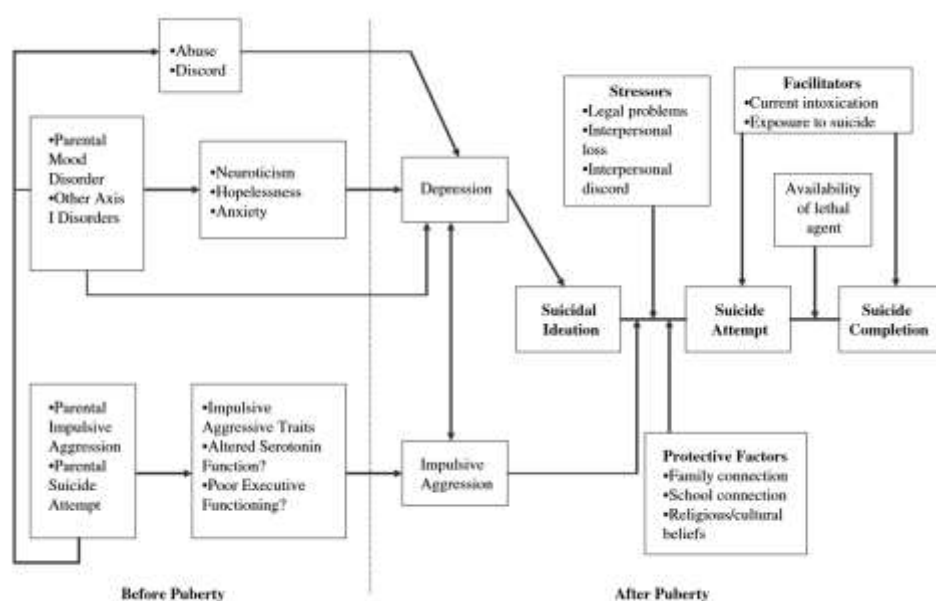 •Abuse
•Discord
•Parental
Mood
Disorder
•Other Axis
I Disorders
•Neuroticism
•Hopelessness
•Anxiety
Depression
Stressors
•Legal problems
•Interpersonal
loss
•Interpersonal
discord
Facilitators
•Current intoxication
•Exposure to suicide
Availability
of lethal
agent
Suicidal
Ideation
Suicide
Attempt
Suicide
Completion
•Parental
Impulsive
Aggression
•Parental
Suicide
Attempt
•Impulsive
Aggressive Traits
•Altered Serotonin
Function?
•Poor Executive
Functioning?
Impulsive
Aggression
Protective Factors
•Family connection
•School connection
•Religious/cultural
beliefs
Before Puberty
After Puberty